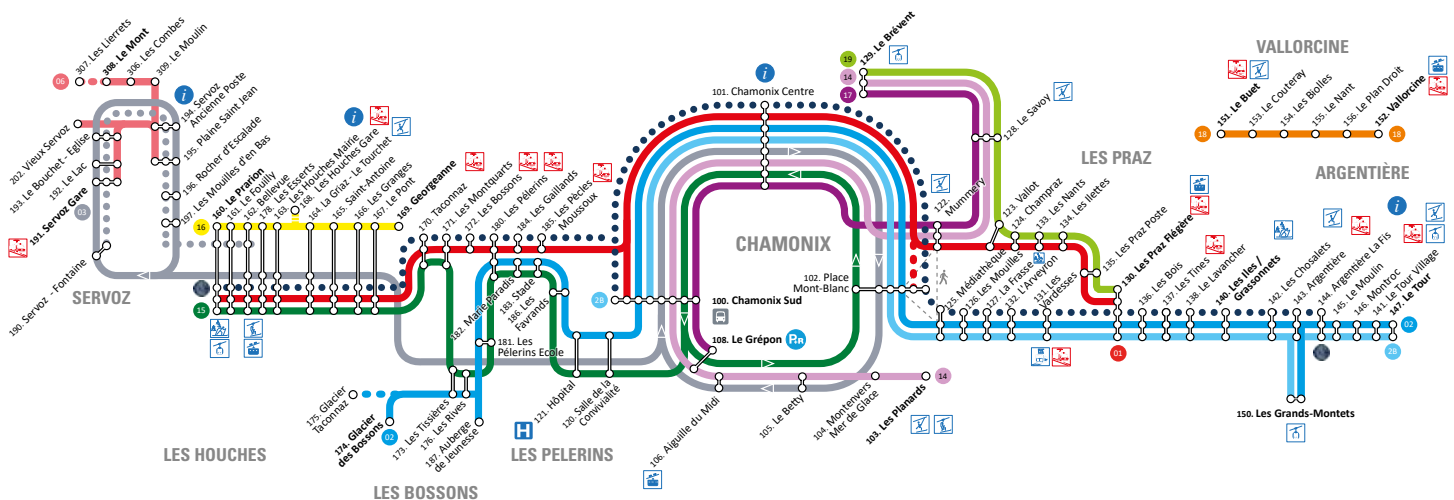 307. Les Lierrets
308. Le Mont
306. Les Combes
309. Le Moulin
06
i
194. Servoz
Ancienne Poste
195. Plaine Saint Jean
196. Rocher d'Escalade
197. Les Mouilles d'en Bas
202. Vieux Servoz
193. Le Bouchet - Eglise
192. Le Lac
191. Servoz Gare
03
190. Servoz - Fontaine
SERVOZ
16
15
160. Le Prarion
161. Le Fouilly
162. Bellevue
178. Les Esserts
163. Les Houches Mairie
168. Les Houches Gare
164. La Griaz - Le Tourchet
165. Saint-Antoine
166. Les Granges
167. Le Pont
169. Georgeanne
i
LES HOUCHES
170. Taconnaz
171. Les Montquarts
172. Les Bossons
180. Les Pélerins
184. Les Gaillands
185. Les Pècles
Moussoux
182. Marie Paradis
183. Stade
186. Les
Favrands
181. Les
Pélerins Ecole
175. Glacier
Taconnaz
174. Glacier
des Bossons
02
173. Les Tissières
176. Les Rives
187. Auberge
de Jeunesse
LES BOSSONS
H
121. Hôpital
120. Salle de la
Convivialité
LES PELERINS
2B
i
101. Chamonix Centre
CHAMONIX
102. Place
Mont-Blanc
100. Chamonix Sud
108. Le Grépon
P+R
106. Aiguille du Midi
105. Le Betty
104. Montenvers
Mer de Glace
103. Les Planards
14
19
14
17
129. Le Brévent
128. Le Savoy
122.
Mummery
123. Vallot
124. Champraz
133. Les Nants
134. Les Ilettes
LES PRAZ
135. Les Praz Poste
130. Les Praz Flégère
125. Médiathèque
126. Les Mouilles
127. La Frasse
132. l'Arveyron
131. Les
Vardesses
01
136. Les Bois
137. Les Tines
138. Le Lavancher
140. Les Iles /
Grassonnets
142. Les Chosalets
143. Argentière
144. Argentière La Fis
145. Le Moulin
146. Montroc
141. Le Tour Village
147. Le Tour
02
2B
150. Les Grands-Montets
i
ARGENTIÈRE
VALLORCINE
18
151. Le Buet
153. Le Couteray
154. Les Biolles
155. Le Nant
156. Le Plan Droit
152. Vallorcine
18